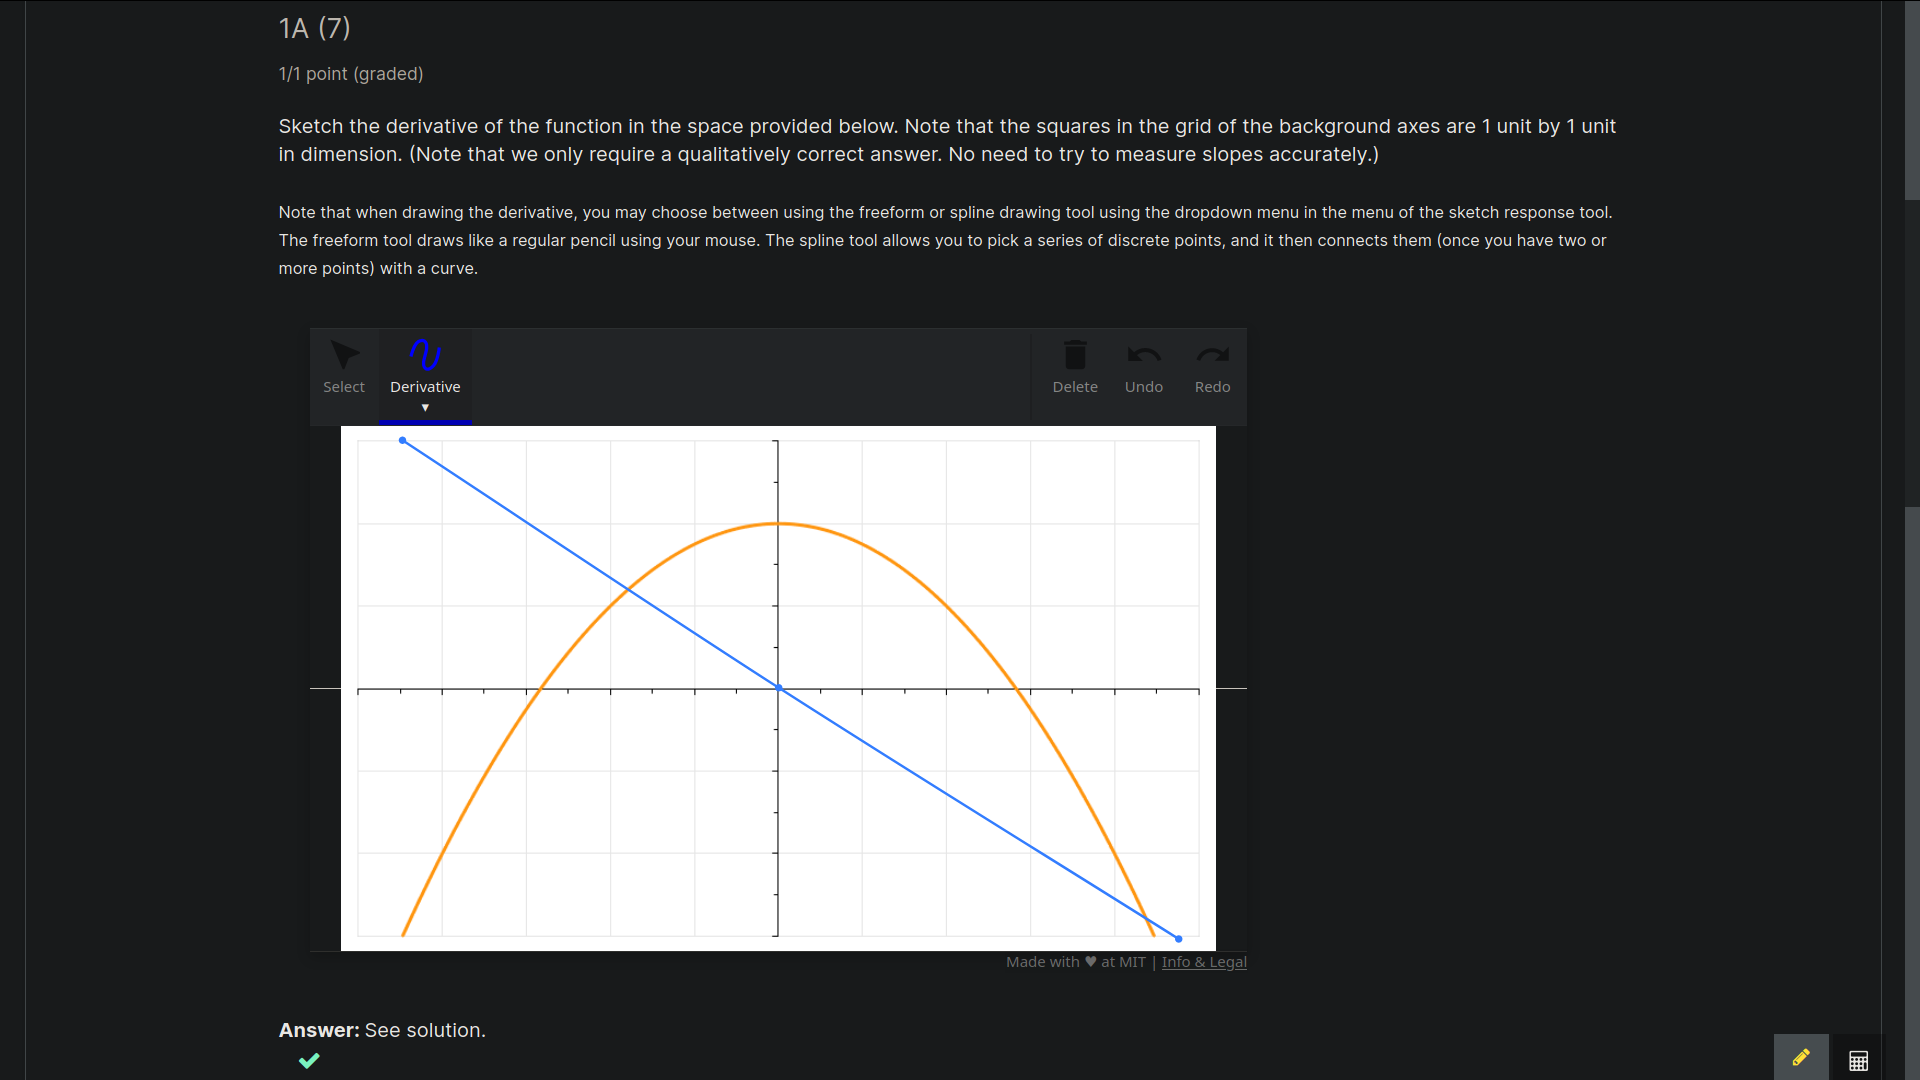 1A (7)
1/1 point (graded)
Sketch the derivative of the function in the space provided below. Note that the squares in the grid of the background axes are 1 unit by 1 unit
in dimension. (Note that we only require a qualitatively correct answer. No need to try to measure slopes accurately.)
Note that when drawing the derivative, you may choose between using the freeform or spline drawing tool using the dropdown menu in the menu of the sketch response tool.
The freeform tool draws like a regular pencil using your mouse. The spline tool allows you to pick a series of discrete points, and it then connects them (once you have two or
more points) with a curve.
Select Derivative Delete Undo Redo
Made with ♥ at MIT | Info & Legal
Answer: See solution.